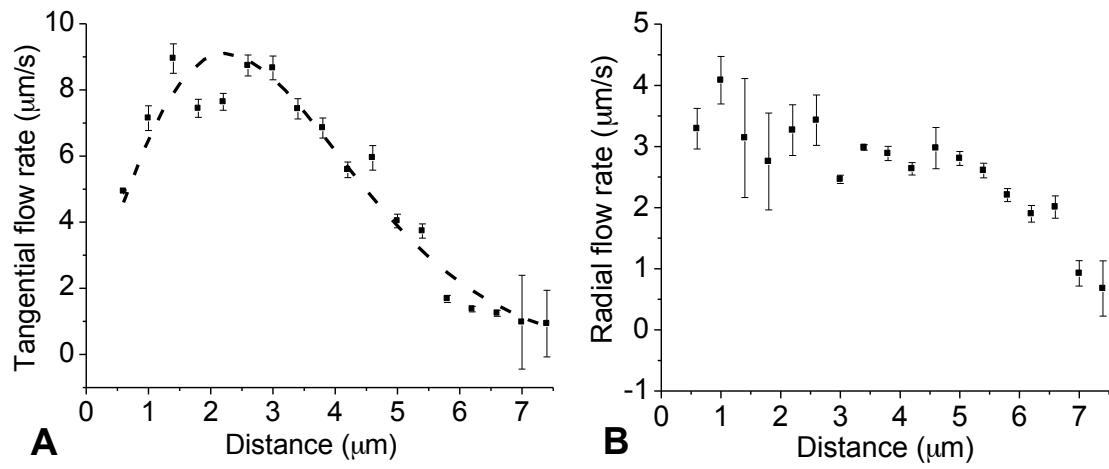 Tangential flow rate (μm/s)
10
8
6
4
2
0
0 1 2 3 4 5 6 7
Distance (μm)
A
Radial flow rate (μm/s)
5
4
3
2
1
0
-1
0 1 2 3 4 5 6 7
Distance (μm)
B